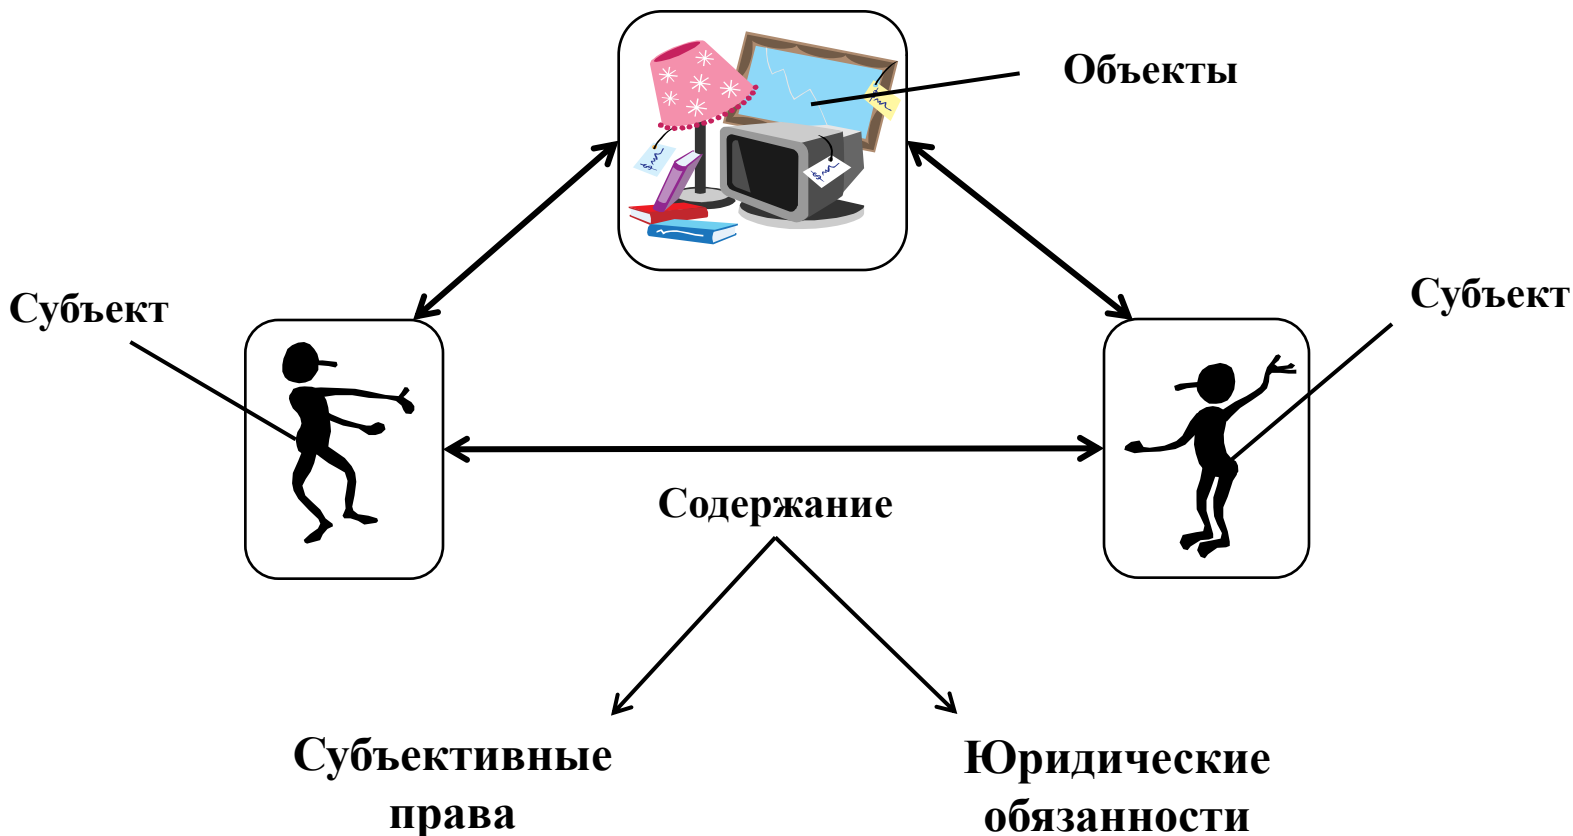 Объекты
Субъект
Субъект
Содержание
Субъективные
права
Юридические
обязанности